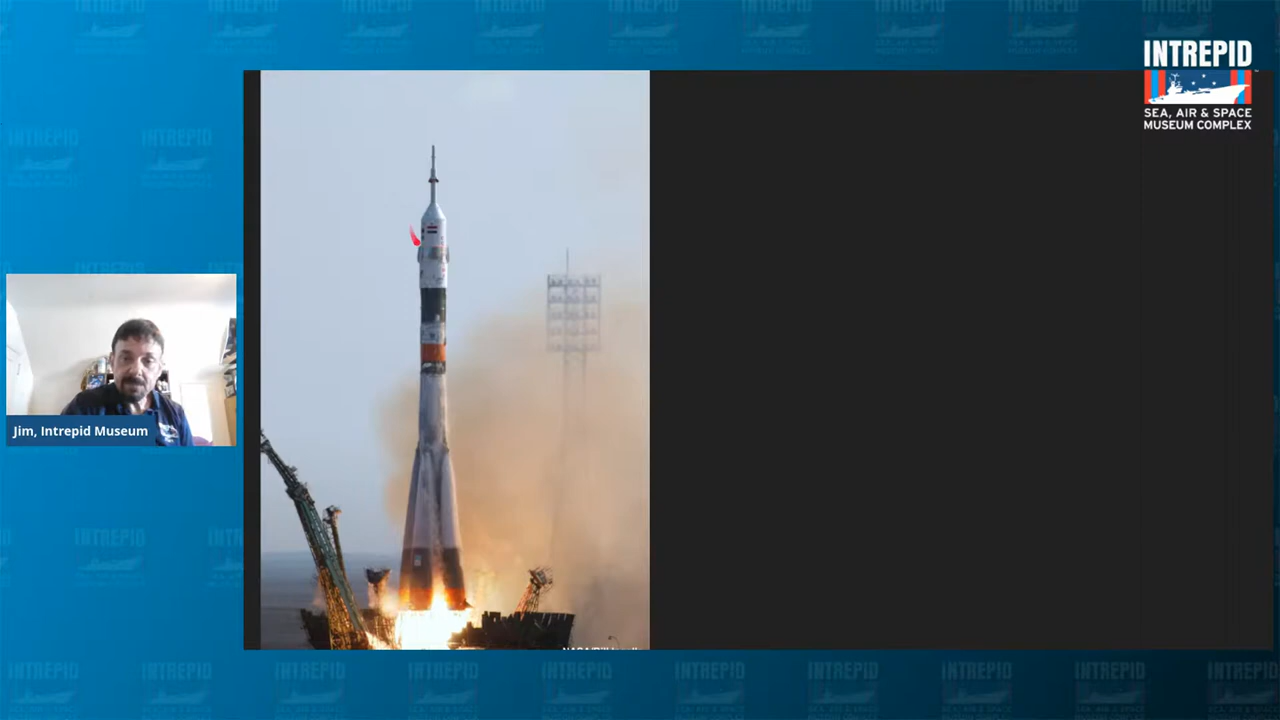 INTREPID
SEA, AIR & SPACE
MUSEUM COMPLEX
Jim, Intrepid Museum